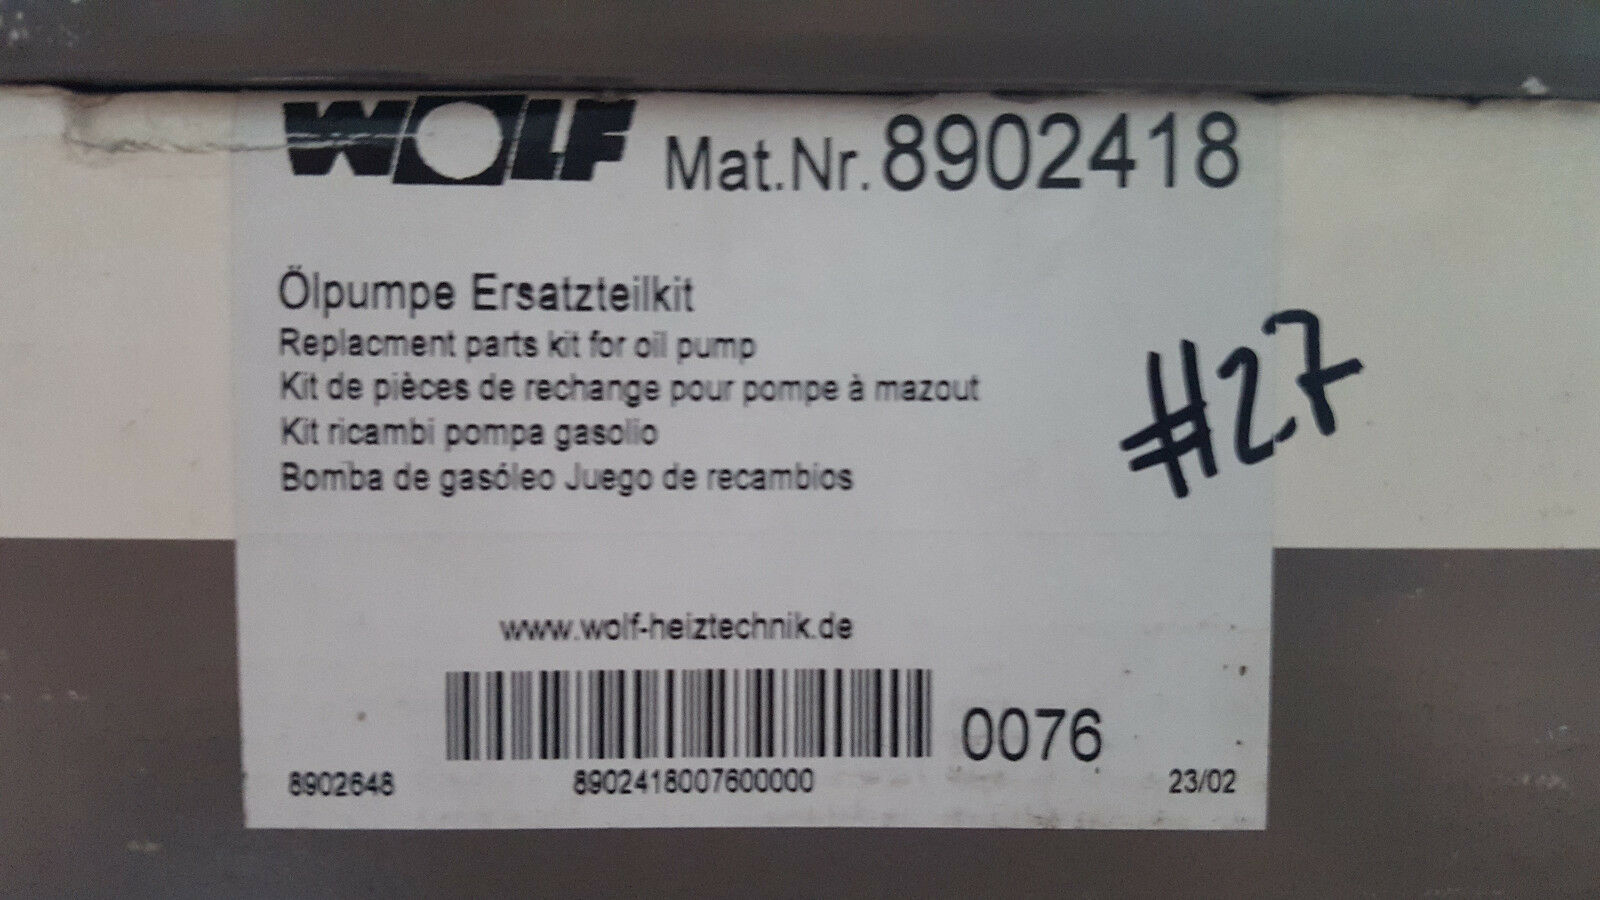 WOLF Mat.Nr. 8902418
Ölpumpe Ersatzteilkit
Replacment parts kit for oil pump
Kit de pièces de rechange pour pompe à mazout
Kit ricambi pompa gasolio
Bomba de gasóleo Juego de recambios
#27
www.wolf-heiztechnik.de
0076
8902648 8902418007600000 23/02